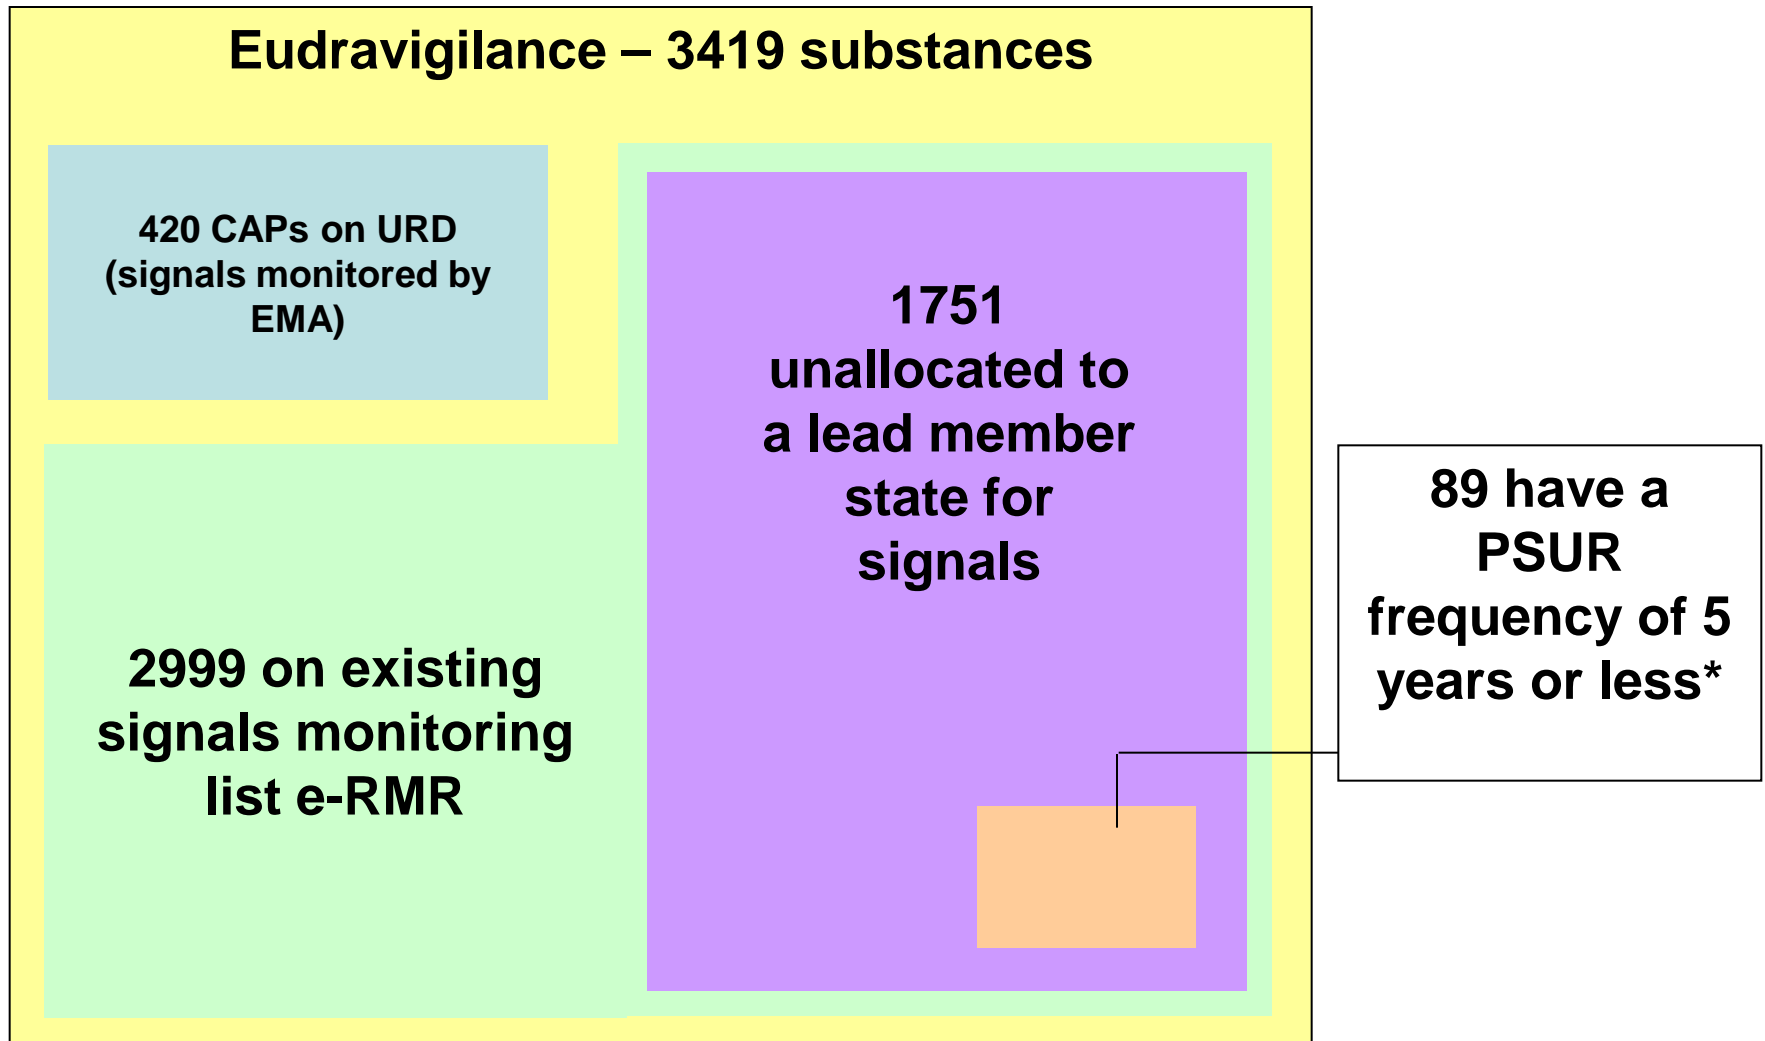 Eudravigilance – 3419 substances
420 CAPs on URD
(signals monitored by
EMA)
1751
unallocated to
a lead member
state for
signals
2999 on existing
signals monitoring
list e-RMR
89 have a
PSUR
frequency of 5
years or less*